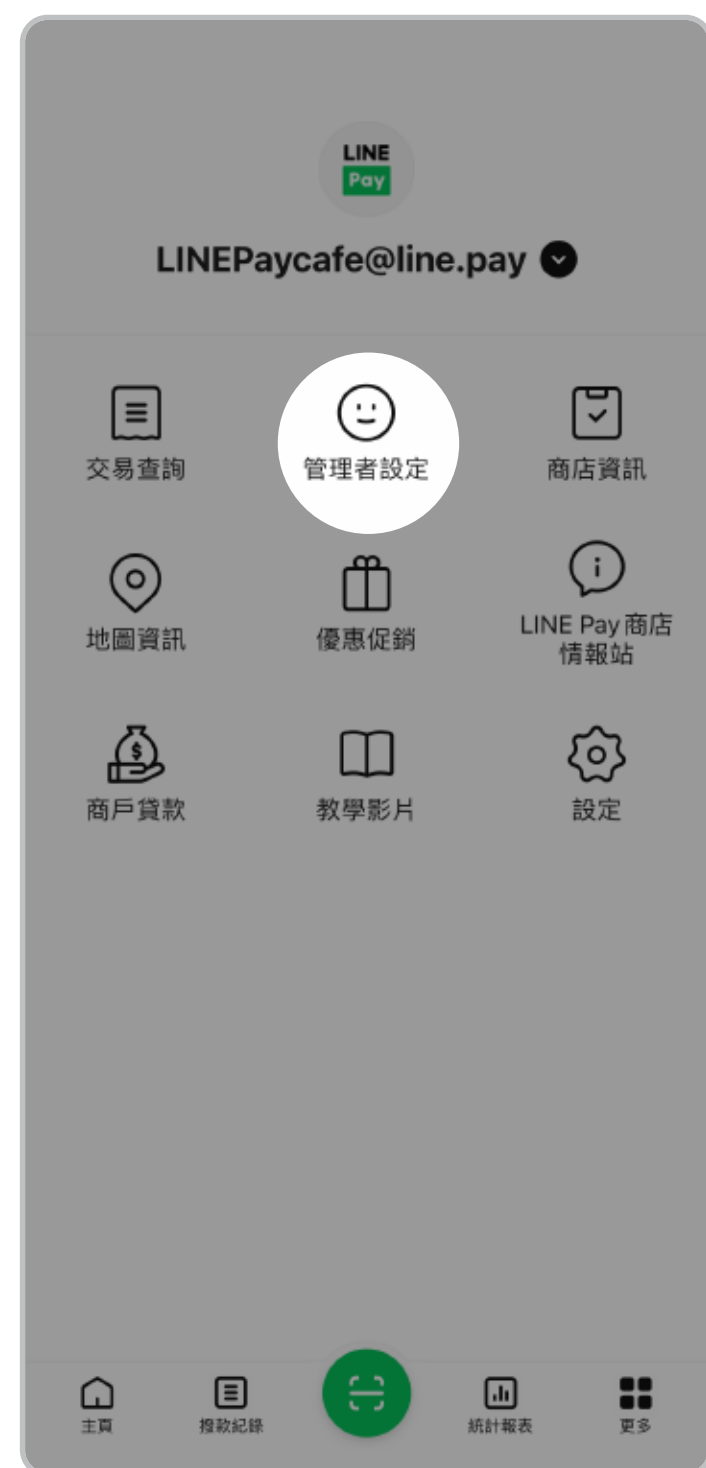 LINE
Pay
LINEPaycafe@line.pay
交易查詢
管理者設定
商店資訊
地圖資訊
優惠促銷
LINE Pay 商店
情報站
商戶貸款
教學影片
設定
主頁
撥款紀錄
統計報表
更多